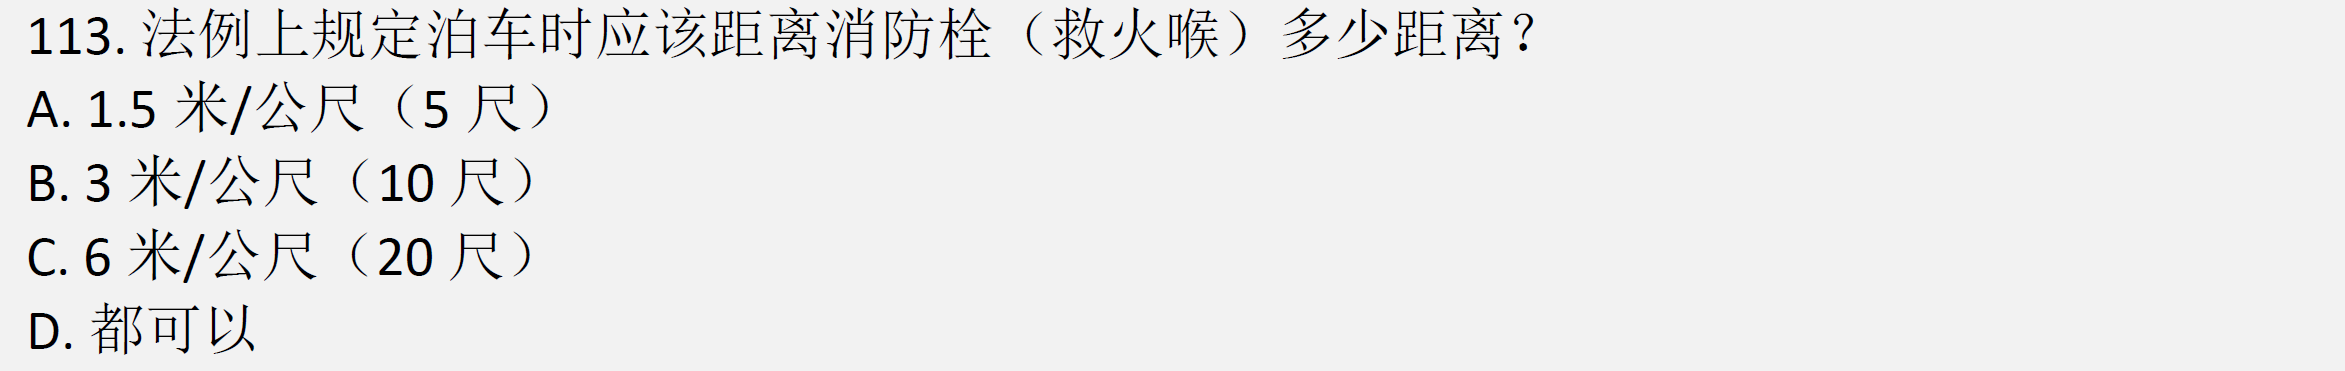 113. 法例上规定泊车时应该距离消防栓（救火喉）多少距离？
A. 1.5 米/公尺（5 尺）
B. 3 米/公尺（10 尺）
C. 6 米/公尺（20 尺）
D. 都可以